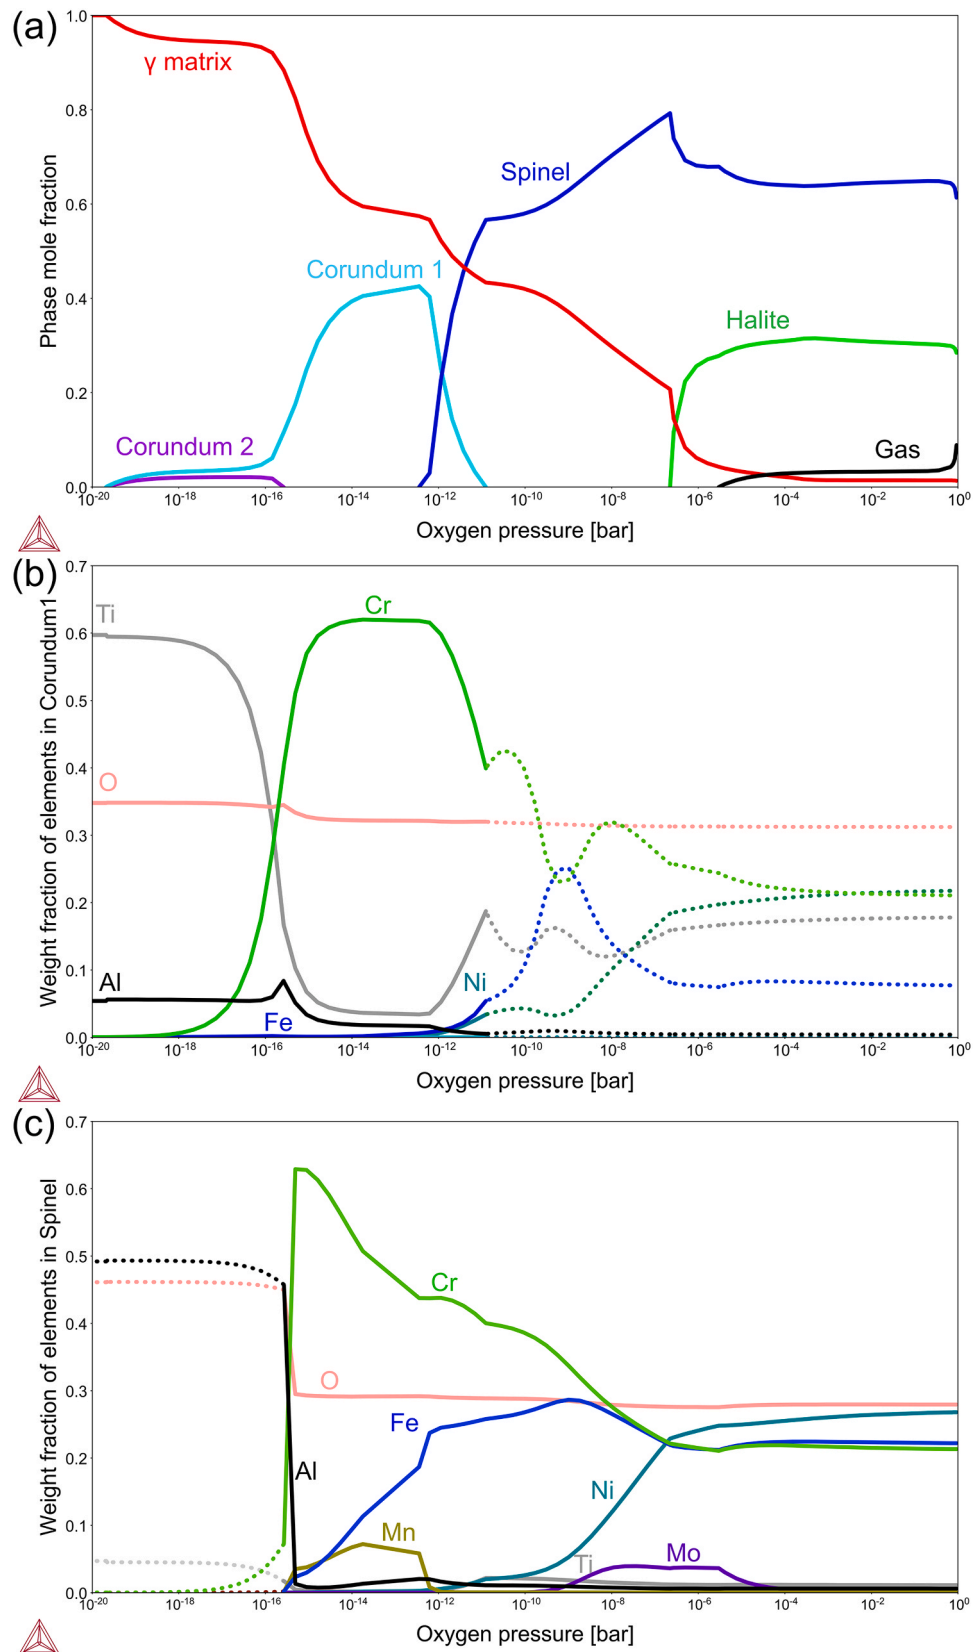 (a)
1.0
γ matrix
0.8
Spinel
0.6
Phase mole fraction
Corundum 1
0.4
Halite
0.2
Corundum 2
Gas
0.0
10⁻²⁰ 10⁻¹⁸ 10⁻¹⁶ 10⁻¹⁴ 10⁻¹² 10⁻¹⁰ 10⁻⁸ 10⁻⁶ 10⁻⁴ 10⁻² 10⁰
Oxygen pressure [bar]
(b)
0.7
Ti
Cr
0.6
0.5
Weight fraction of elements in Corundum1
0.4
O
0.3
0.2
0.1
Al
Ni
Fe
0.0
10⁻²⁰ 10⁻¹⁸ 10⁻¹⁶ 10⁻¹⁴ 10⁻¹² 10⁻¹⁰ 10⁻⁸ 10⁻⁶ 10⁻⁴ 10⁻² 10⁰
Oxygen pressure [bar]
(c)
0.7
0.6
0.5
Weight fraction of elements in Spinel
0.4
Cr
O
0.3
Fe
0.2
Al
Ni
0.1
Mn
Ti
Mo
0.0
10⁻²⁰ 10⁻¹⁸ 10⁻¹⁶ 10⁻¹⁴ 10⁻¹² 10⁻¹⁰ 10⁻⁸ 10⁻⁶ 10⁻⁴ 10⁻² 10⁰
Oxygen pressure [bar]